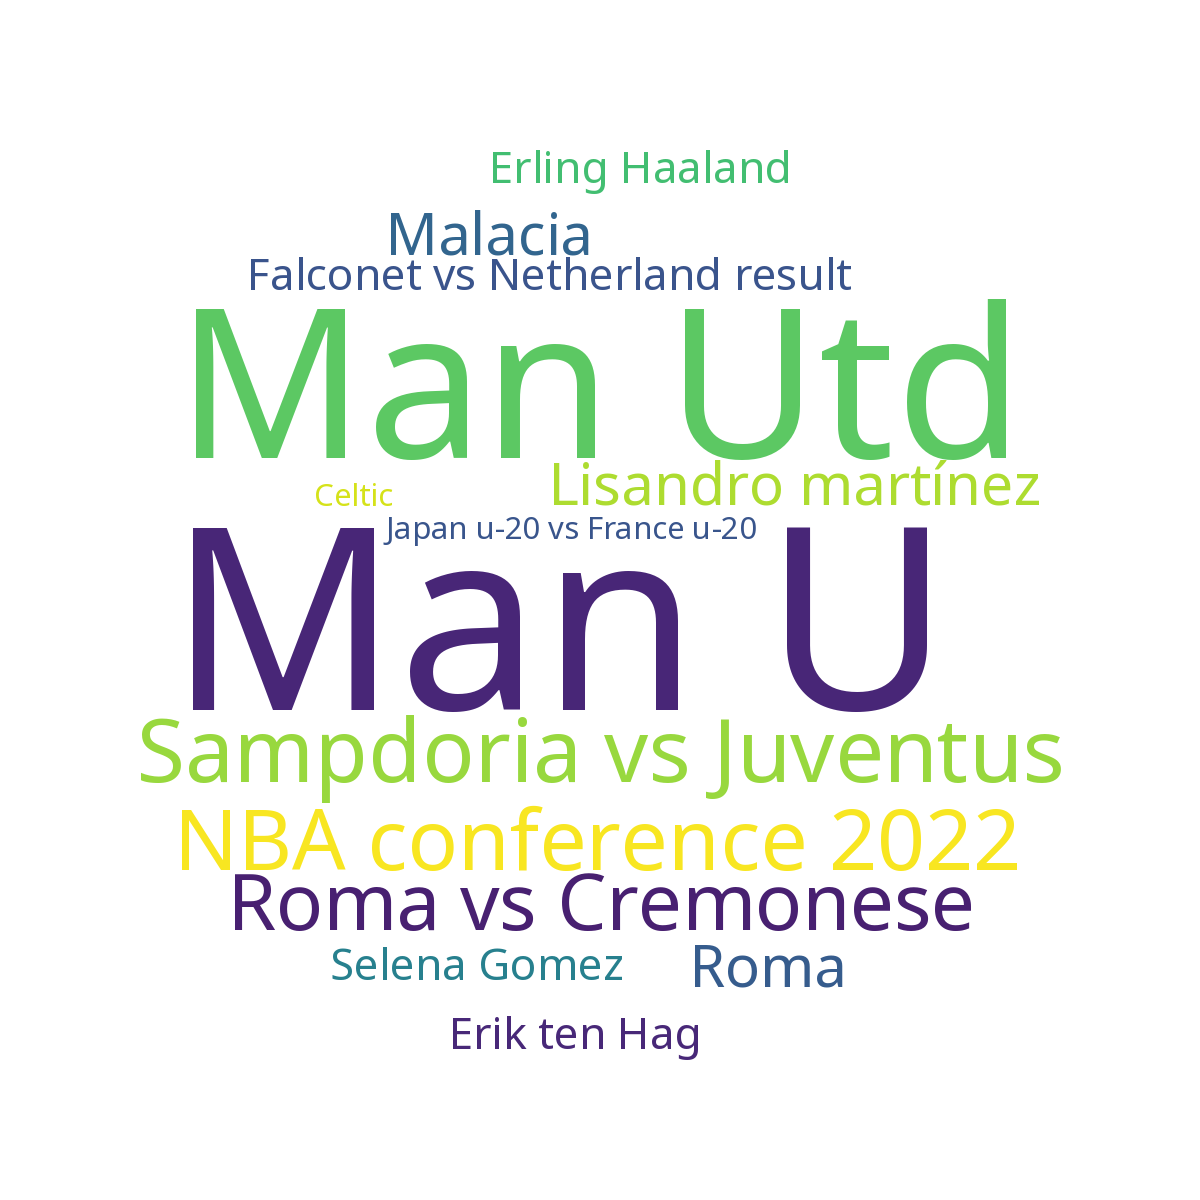 Erling Haaland
Malacia
Falconet vs Netherland result
Man Utd
Celtic
Lisandro martínez
Japan u-20 vs France u-20
Man U
Sampdoria vs Juventus
NBA conference 2022
Roma vs Cremonese
Selena Gomez
Roma
Erik ten Hag